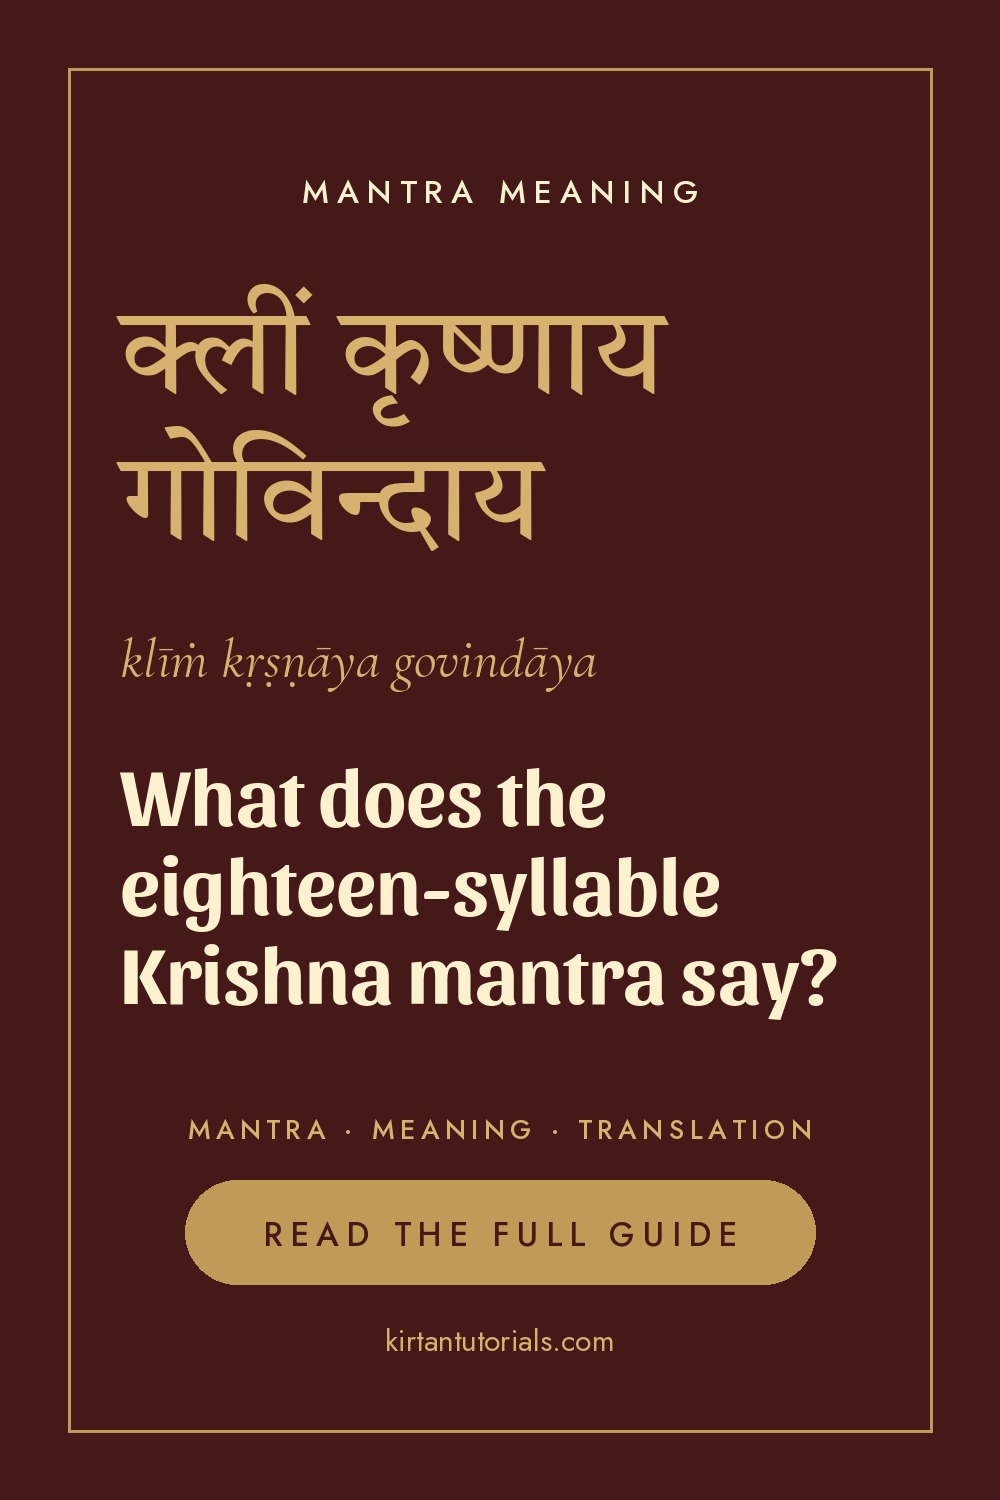 MANTRA MEANING
क्लीं कृष्णाय
गोविन्दाय
klīṁ kṛṣṇāya govindāya
What does the
eighteen-syllable
Krishna mantra say?
MANTRA · MEANING · TRANSLATION
READ THE FULL GUIDE
kirtantutorials.com